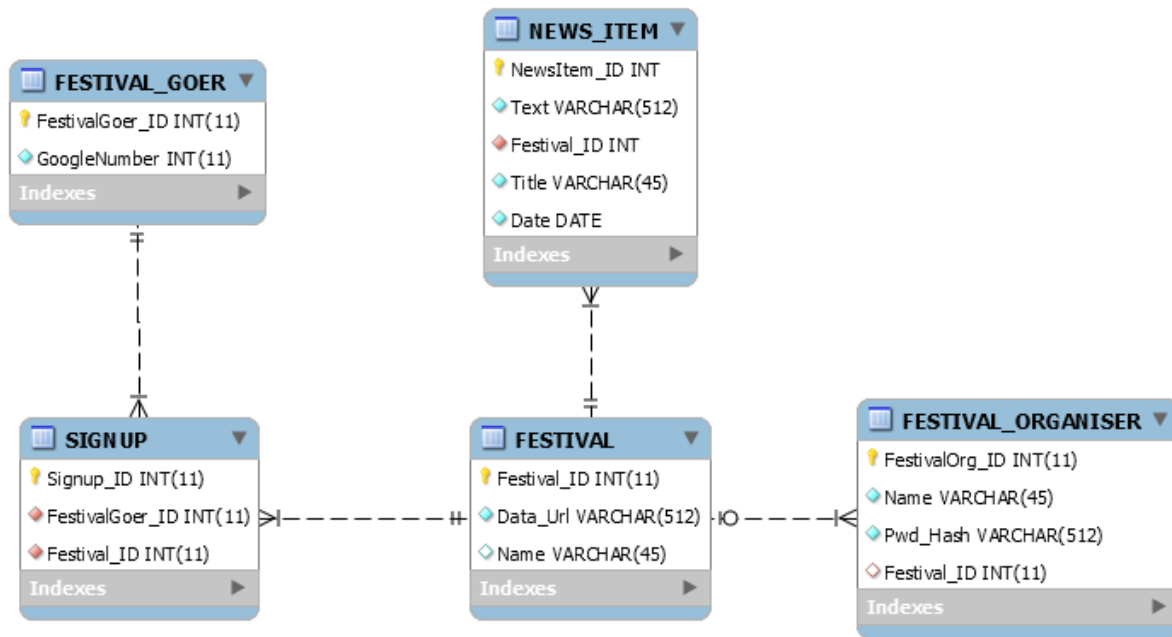 FESTIVAL_GOER
FestivalGoer_ID INT(11)
GoogleNumber INT(11)
Indexes
NEWS_ITEM
NewsItem_ID INT
Text VARCHAR(512)
Festival_ID INT
Title VARCHAR(45)
Date DATE
Indexes
SIGNUP
Signup_ID INT(11)
FestivalGoer_ID INT(11)
Festival_ID INT(11)
Indexes
FESTIVAL
Festival_ID INT(11)
Data_Url VARCHAR(512)
Name VARCHAR(45)
Indexes
FESTIVAL_ORGANISER
FestivalOrg_ID INT(11)
Name VARCHAR(45)
Pwd_Hash VARCHAR(512)
Festival_ID INT(11)
Indexes